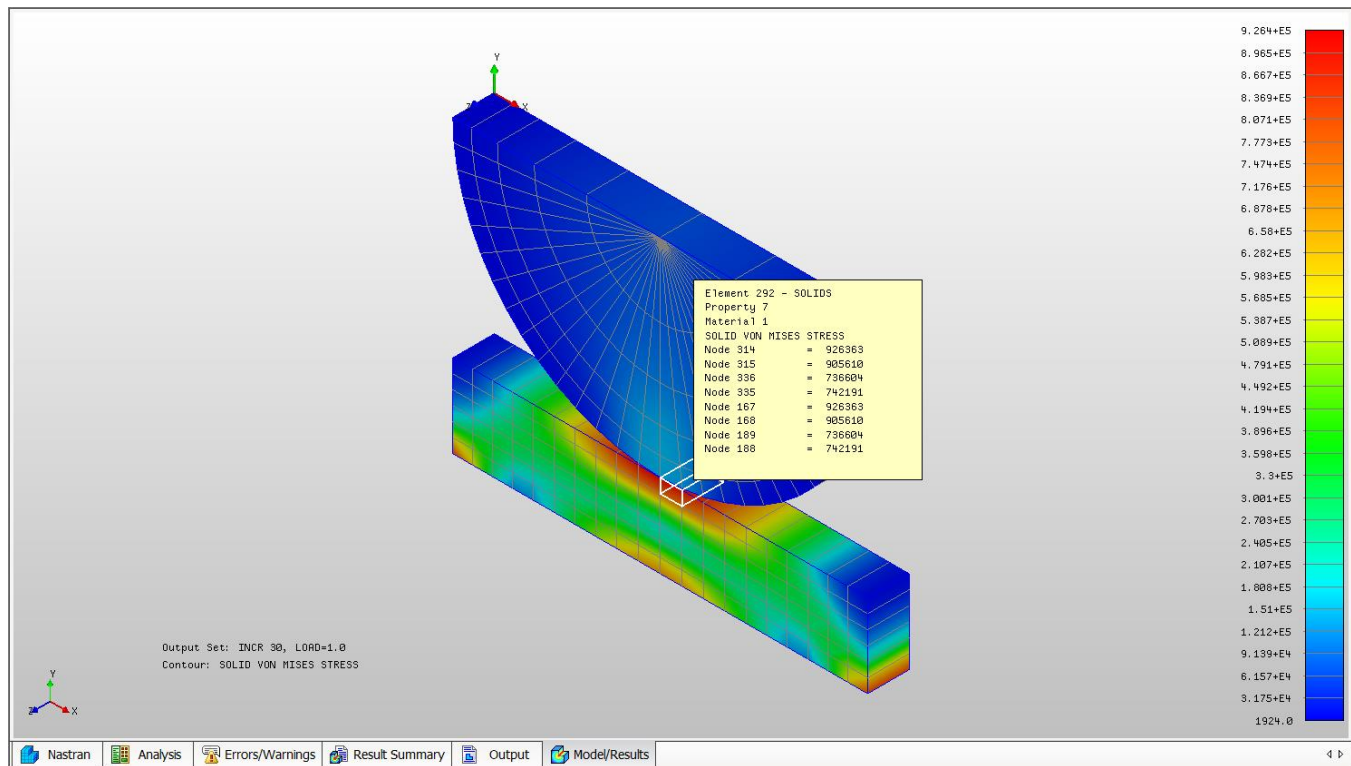 9.264+E5
8.965+E5
8.667+E5
8.369+E5
8.071+E5
7.773+E5
7.474+E5
7.176+E5
6.878+E5
6.58+E5
6.282+E5
5.983+E5
5.685+E5
5.387+E5
5.089+E5
4.791+E5
4.492+E5
4.194+E5
3.896+E5
3.598+E5
3.3+E5
3.001+E5
2.703+E5
2.405+E5
2.107+E5
1.808+E5
1.51+E5
1.212+E5
9.139+E4
6.157+E4
3.175+E4
1924.0
Y
Z X
Element 292 - SOLIDS
Property 7
Material 1
SOLID VON MISES STRESS
Node 314 = 926363
Node 315 = 905610
Node 336 = 736604
Node 335 = 742191
Node 167 = 926363
Node 168 = 905610
Node 189 = 736604
Node 188 = 742191
Output Set: INCR 30, LOAD=1.0
Contour: SOLID VON MISES STRESS
Y
Z X
Nastran Analysis Errors/Warnings Result Summary Output Model/Results